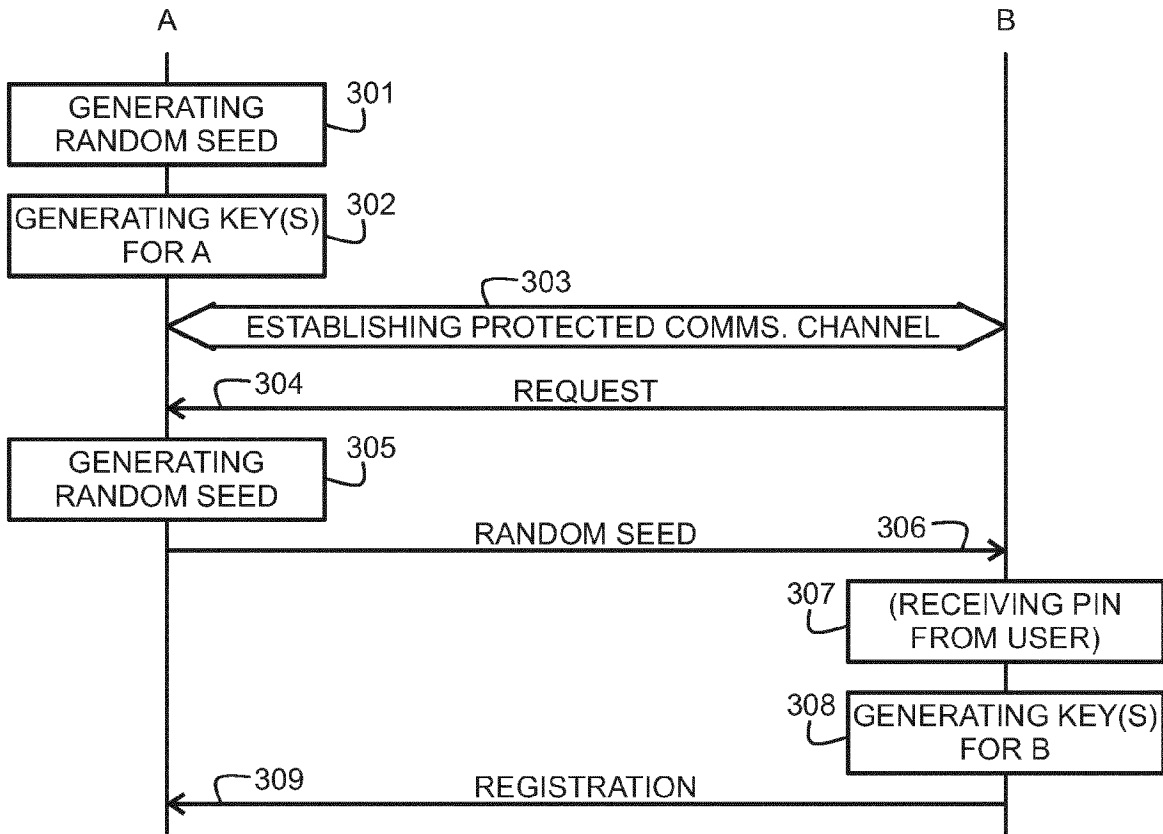 A
B
GENERATING
RANDOM SEED
301
GENERATING KEY(S)
FOR A
302
303
ESTABLISHING PROTECTED COMMS. CHANNEL
304
REQUEST
GENERATING
RANDOM SEED
305
RANDOM SEED
306
307
(RECEIVING PIN
FROM USER)
308
GENERATING KEY(S)
FOR B
309
REGISTRATION